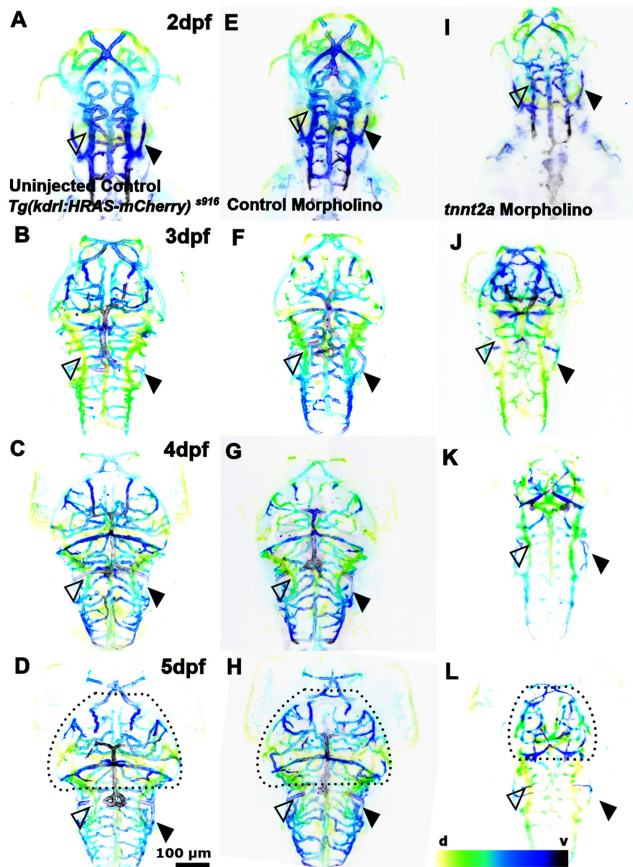 A 2dpf E I
Uninjected Control
Tg(kdrl:HRAS-mCherry) s916 Control Morpholino tnnt2a Morpholino
B 3dpf F J
C 4dpf G K
D 5dpf H L
100 μm d v